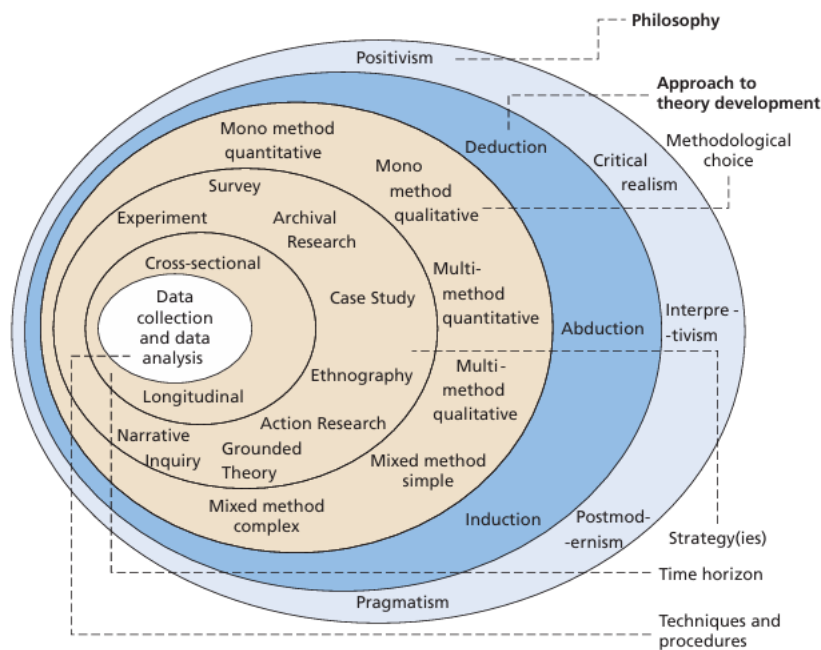 Philosophy
Positivism
Approach to
theory development
Mono method
quantitative
Deduction
Methodological
choice
Critical
realism
Mono
method
qualitative
Survey
Experiment
Archival
Research
Cross-sectional
Multi-
method
quantitative
Data
collection
and data
analysis
Case Study
Abduction
Interpre -
-tivism
Ethnography
Multi-
method
qualitative
Longitudinal
Action Research
Narrative
Inquiry
Grounded
Theory
Mixed method
simple
Mixed method
complex
Induction
Postmod-
-ernism
Strategy(ies)
Time horizon
Pragmatism
Techniques and
procedures